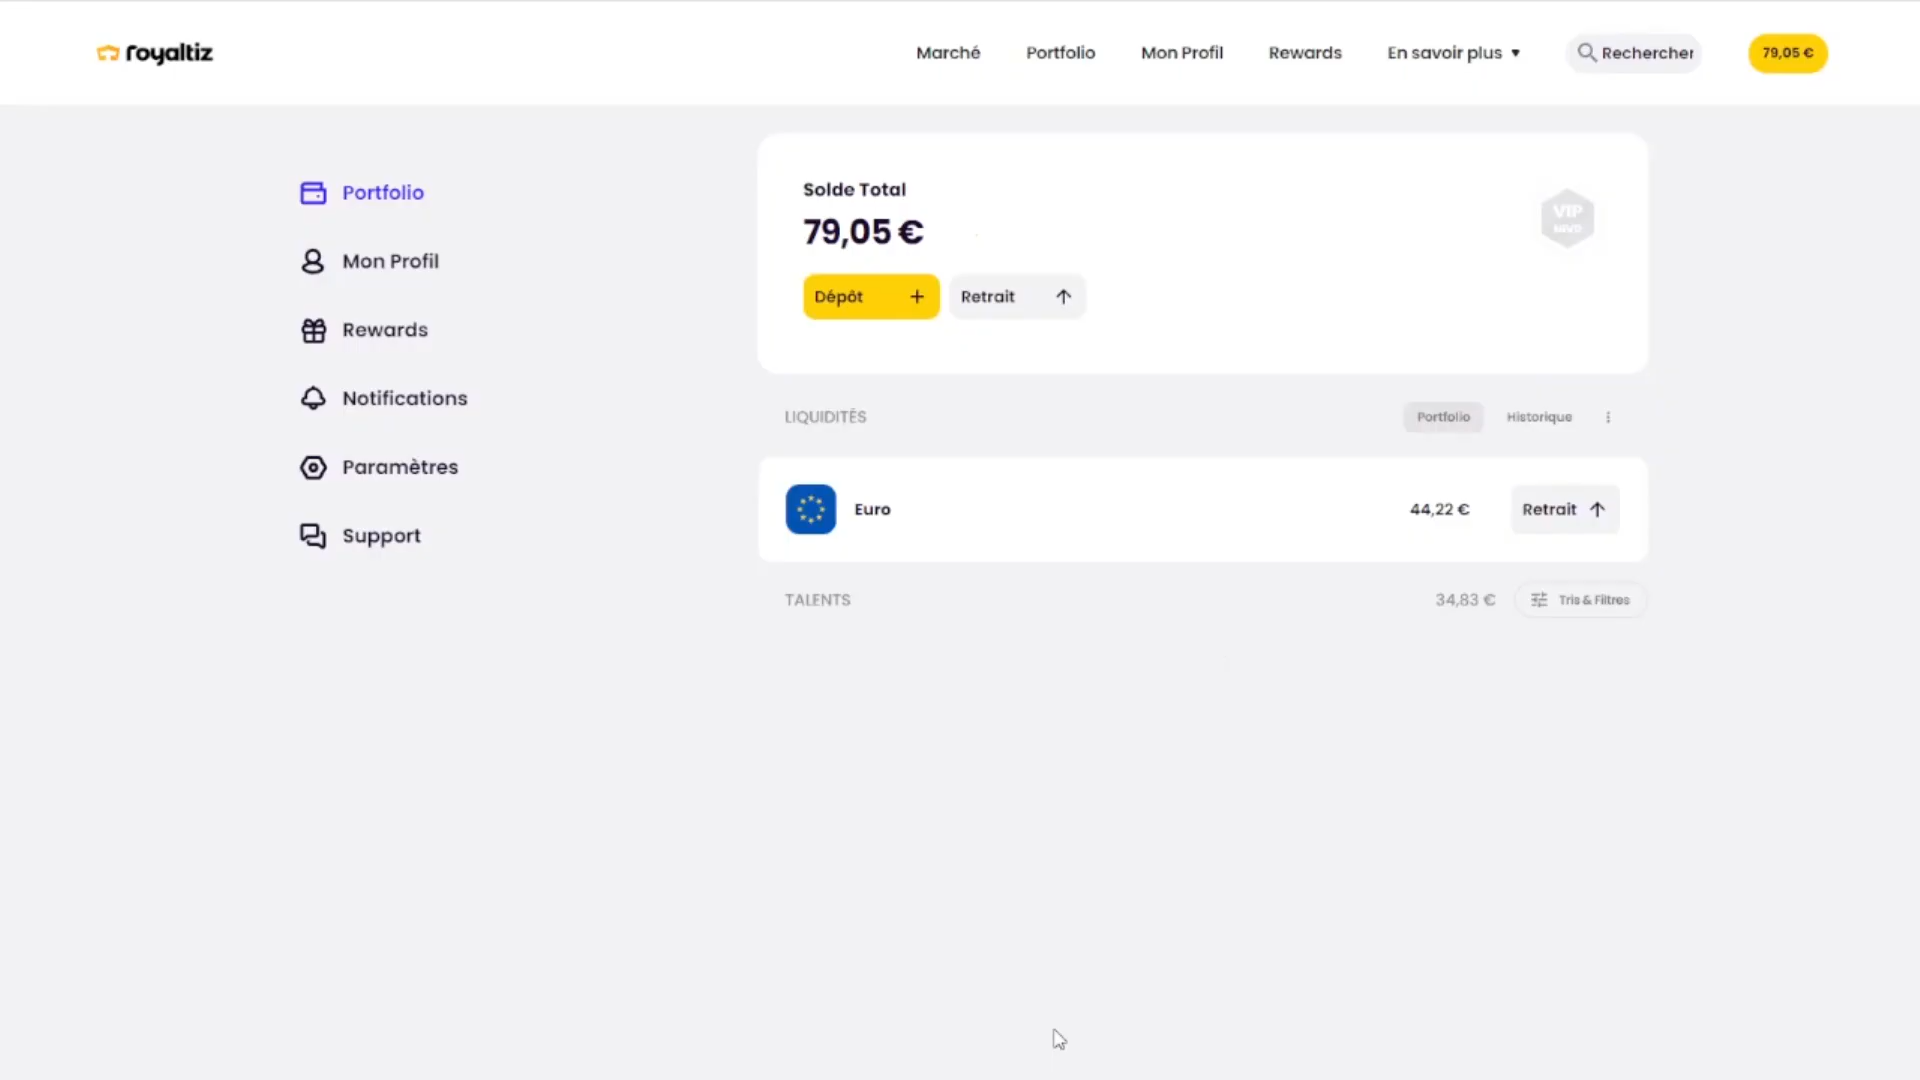 royaltiz
Marché Portfolio Mon Profil Rewards En savoir plus ▼ Rechercher 79,05 €
Portfolio
Mon Profil
Rewards
Notifications
Paramètres
Support
Solde Total
79,05 €
VIP
Dépôt + Retrait
LIQUIDITÉS Portfolio Historique
Euro 44,22 € Retrait
TALENTS 34,83 € Tris & Filtres